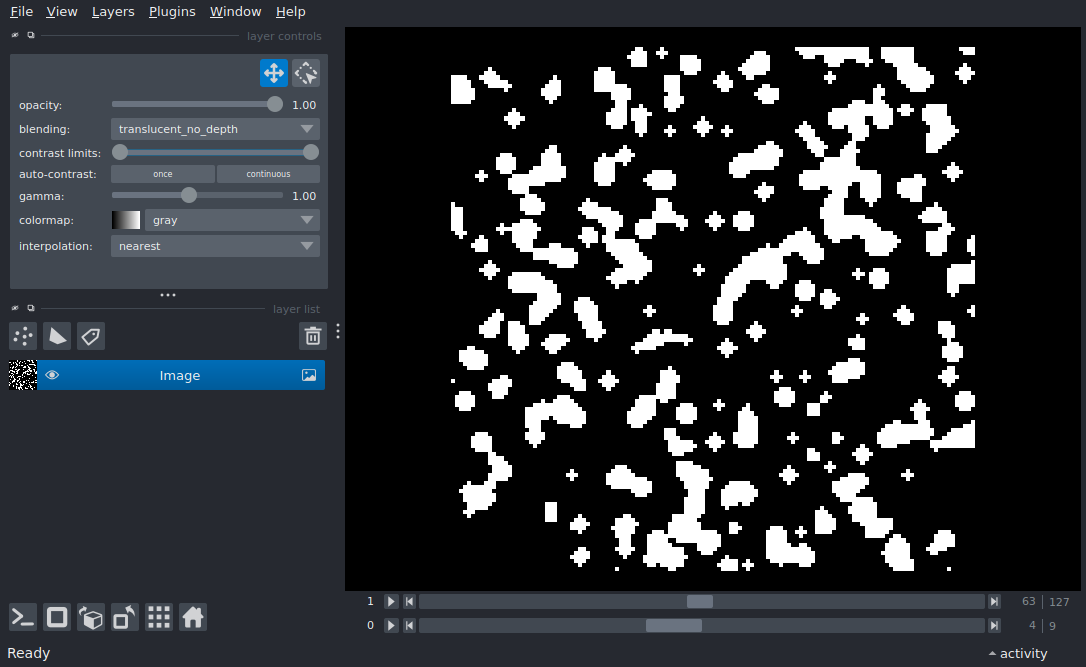 File View Layers Plugins Window Help
layer controls
opacity: 1.00
blending: translucent_no_depth
contrast limits:
auto-contrast: once continuous
gamma: 1.00
colormap: gray
interpolation: nearest
layer list
Image
1 63 127
0 4 9
Ready activity